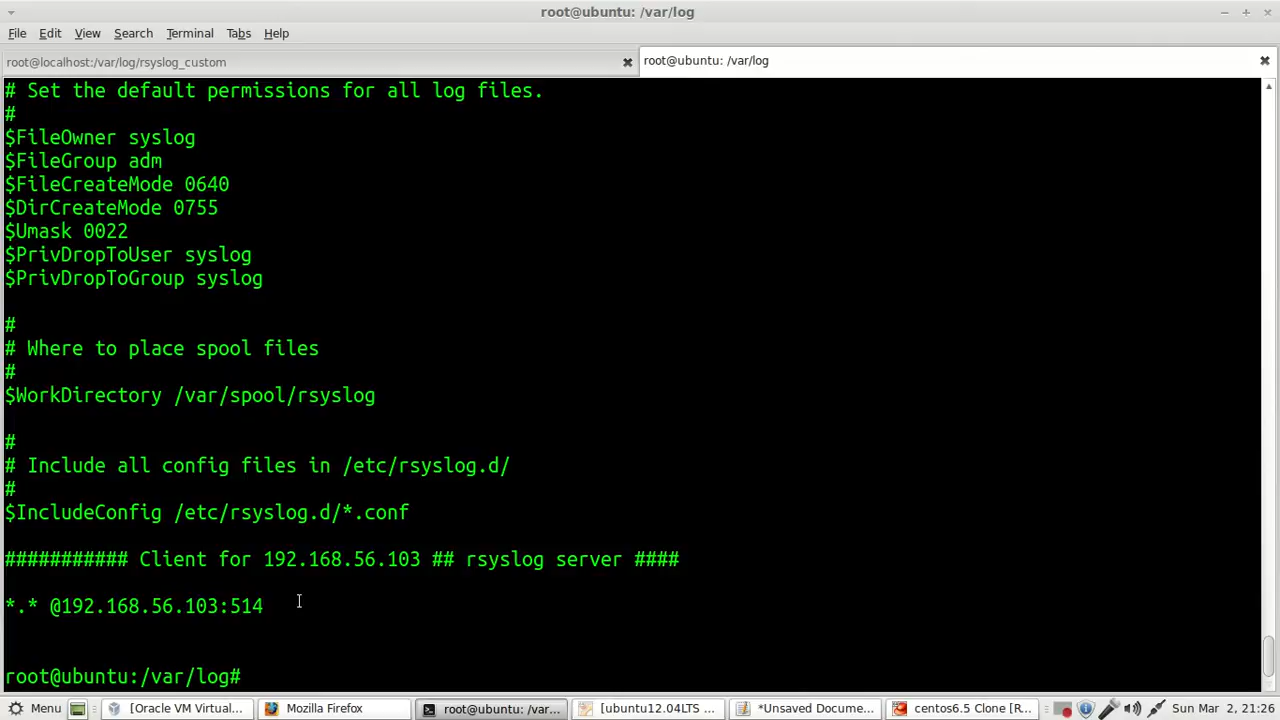 root@ubuntu: /var/log
File Edit View Search Terminal Tabs Help
root@localhost:/var/log/rsyslog_custom
root@ubuntu: /var/log
# Set the default permissions for all log files.
#
$FileOwner syslog
$FileGroup adm
$FileCreateMode 0640
$DirCreateMode 0755
$Umask 0022
$PrivDropToUser syslog
$PrivDropToGroup syslog
#
# Where to place spool files
#
$WorkDirectory /var/spool/rsyslog
#
# Include all config files in /etc/rsyslog.d/
#
$IncludeConfig /etc/rsyslog.d/*.conf
########### Client for 192.168.56.103 ## rsyslog server ####
*.* @192.168.56.103:514
root@ubuntu:/var/log#
Menu [Oracle VM Virtual... Mozilla Firefox root@ubuntu: /var... [ubuntu12.04LTS ... *Unsaved Docume... centos6.5 Clone [R... Sun Mar 2, 21:26